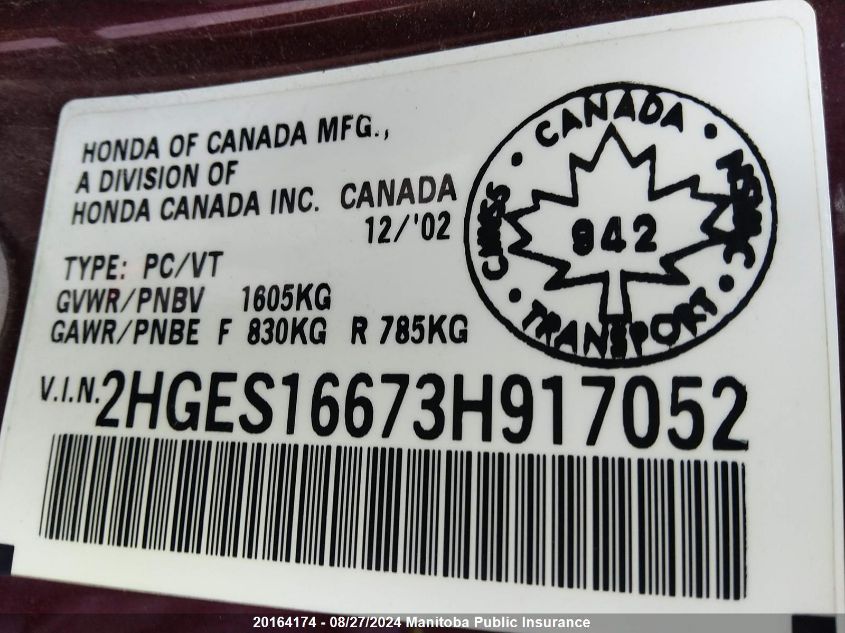 HONDA OF CANADA MFG.,
A DIVISION OF
HONDA CANADA INC. CANADA
12/'02
TYPE: PC/VT
GVWR/PNBV 1605KG
GAWR/PNBE F 830KG R 785KG
V.I.N. 2HGES16673H917052
CANADA
942
TRANSPORT
20164174 - 08/27/2024 Manitoba Public Insurance